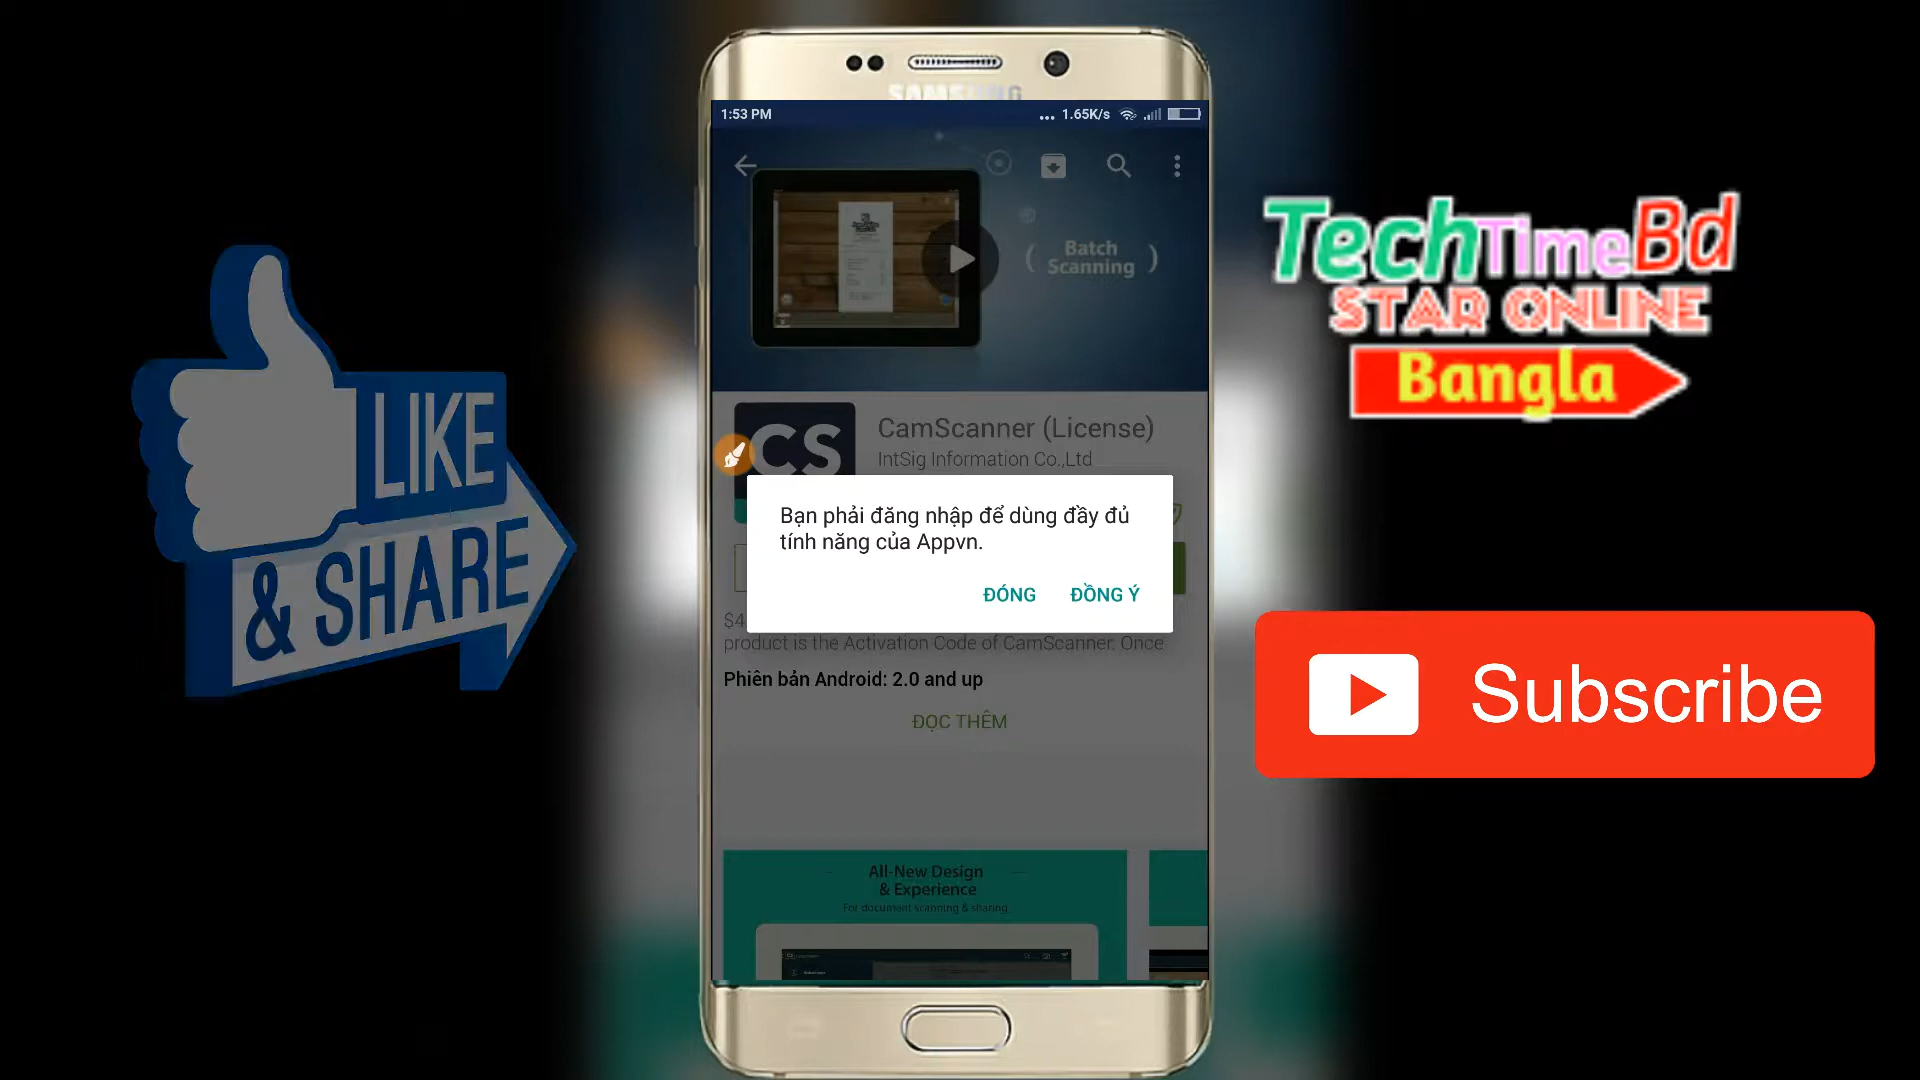 SAMSUNG
1:53 PM
... 1.65K/s
Batch
Scanning
CS
CamScanner (License)
IntSig Information Co.,Ltd
Bạn phải đăng nhập để dùng đầy đủ
tính năng của Appvn.
ĐÓNG ĐỒNG Ý
$4
product is the Activation Code of CamScanner. Once
Phiên bản Android: 2.0 and up
ĐỌC THÊM
All-New Design
& Experience
For document scanning & sharing
LIKE
& SHARE
TechTimeBd
STAR ONLINE
Bangla
Subscribe